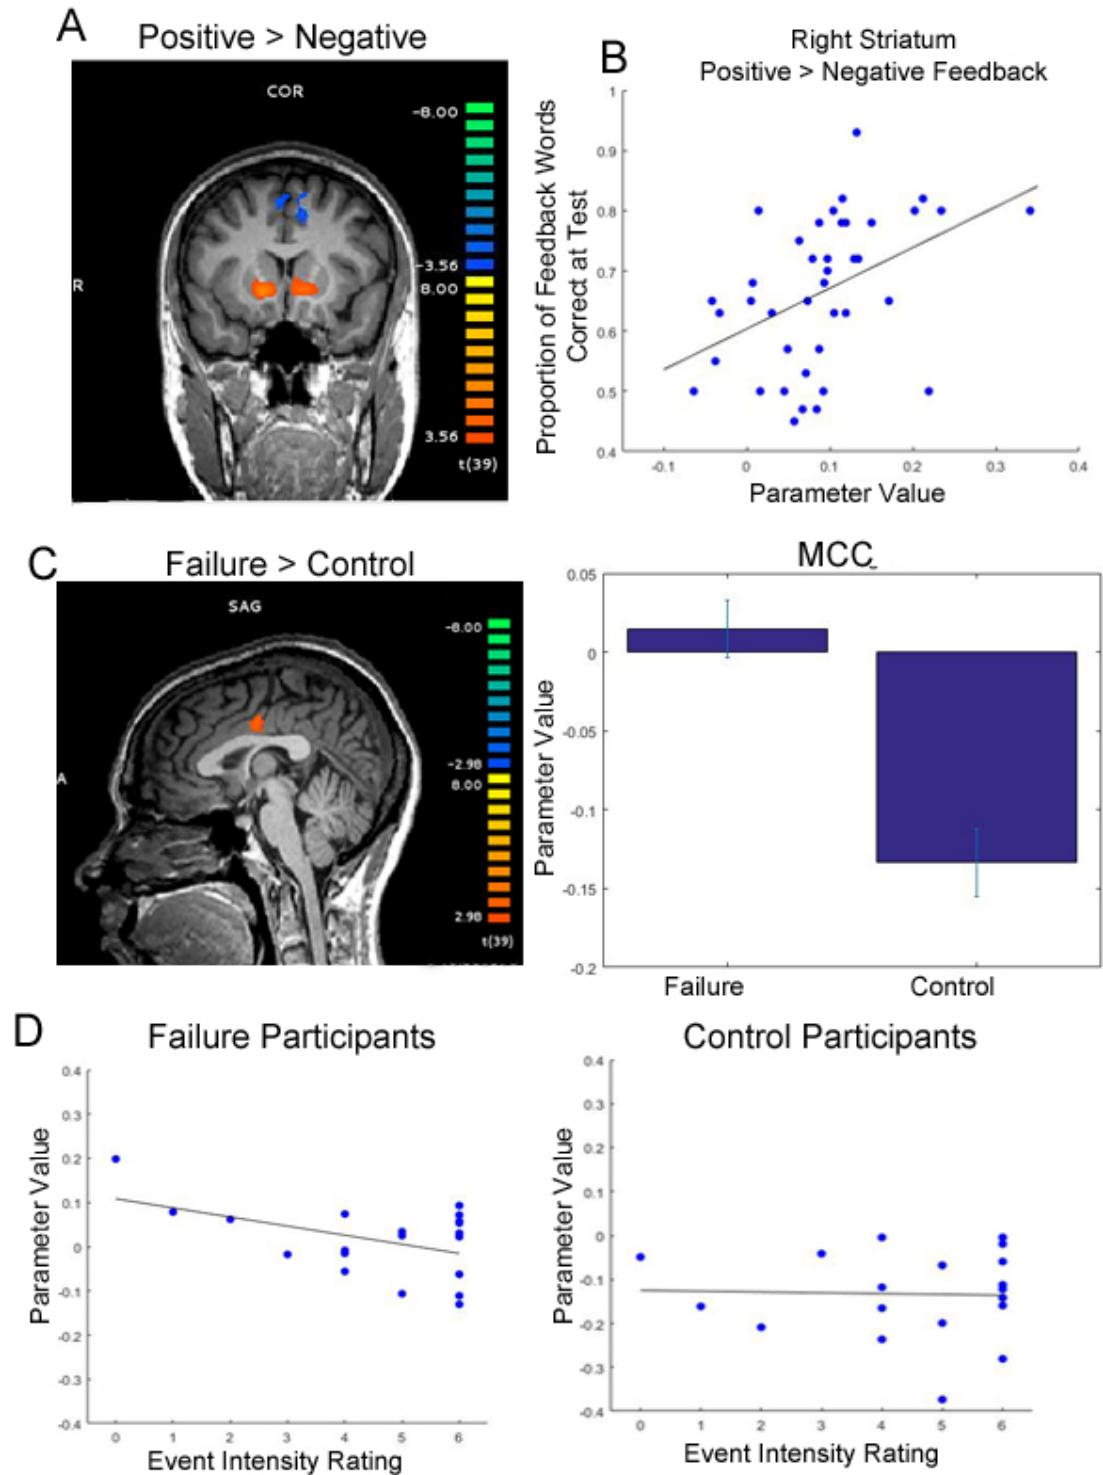 A
Positive > Negative
COR
R
-8.00
-3.56
8.00
3.56
t(39)
B
Right Striatum
Positive > Negative Feedback
Proportion of Feedback Words
Correct at Test
1
0.9
0.8
0.7
0.6
0.5
0.4
-0.1
0
0.1
0.2
0.3
0.4
Parameter Value
C
Failure > Control
SAG
A
-8.00
-2.98
8.00
2.98
t(39)
MCC
Parameter Value
0.05
0
-0.05
-0.1
-0.15
-0.2
Failure
Control
D
Failure Participants
Parameter Value
0.4
0.3
0.2
0.1
0
-0.1
-0.2
-0.3
-0.4
0 1 2 3 4 5 6
Event Intensity Rating
Control Participants
Parameter Value
0.4
0.3
0.2
0.1
0
-0.1
-0.2
-0.3
-0.4
0 1 2 3 4 5 6
Event Intensity Rating